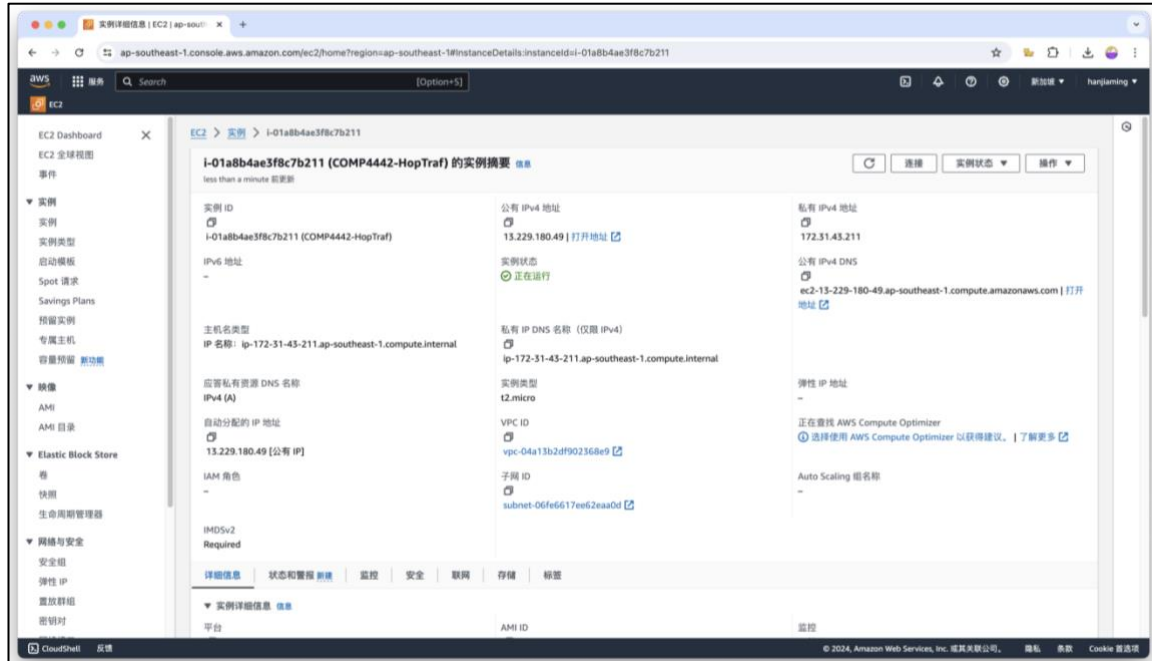 实例详细信息 | EC2 | ap-sout
ap-southeast-1.console.aws.amazon.com/ec2/home?region=ap-southeast-1#InstanceDetails:instanceId=i-01a8b4ae3f8c7b211
aws 服务 Search [Option+S] 新加坡 hanjiaming
EC2
EC2 Dashboard
EC2 全球视图
事件
实例
实例
实例类型
启动模板
Spot 请求
Savings Plans
预留实例
专属主机
容量预留 新功能
映像
AMI
AMI 目录
Elastic Block Store
卷
快照
生命周期管理器
网络与安全
安全组
弹性 IP
置放群组
密钥对
EC2 > 实例 > i-01a8b4ae3f8c7b211
i-01a8b4ae3f8c7b211 (COMP4442-HopTraf) 的实例摘要 信息
less than a minute 前更新
连接 实例状态 操作
实例 ID
i-01a8b4ae3f8c7b211 (COMP4442-HopTraf)
公有 IPv4 地址
13.229.180.49 | 打开地址
私有 IPv4 地址
172.31.43.211
IPv6 地址
–
实例状态
正在运行
公有 IPv4 DNS
ec2-13-229-180-49.ap-southeast-1.compute.amazonaws.com | 打开
地址
主机名类型
IP 名称: ip-172-31-43-211.ap-southeast-1.compute.internal
私有 IP DNS 名称（仅限 IPv4）
ip-172-31-43-211.ap-southeast-1.compute.internal
应答私有资源 DNS 名称
IPv4 (A)
实例类型
t2.micro
弹性 IP 地址
–
自动分配的 IP 地址
13.229.180.49 [公有 IP]
VPC ID
vpc-04a13b2df902368e9
正在查找 AWS Compute Optimizer
选择使用 AWS Compute Optimizer 以获得建议。 | 了解更多
IAM 角色
–
子网 ID
subnet-06fe6617ee62eaa0d
Auto Scaling 组名称
–
IMDSv2
Required
详细信息 状态和警报 新建 监控 安全 联网 存储 标签
实例详细信息 信息
平台 AMI ID 监控
CloudShell 反馈 © 2024, Amazon Web Services, Inc. 或其关联公司。 隐私 条款 Cookie 首选项